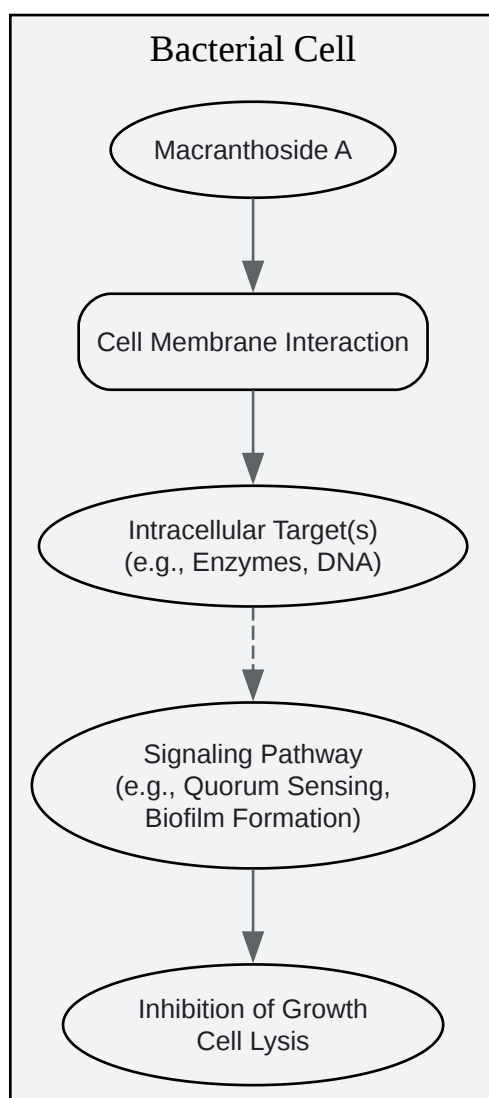 Bacterial Cell
Macranthoside A
Cell Membrane Interaction
Intracellular Target(s)
(e.g., Enzymes, DNA)
Signaling Pathway
(e.g., Quorum Sensing,
Biofilm Formation)
Inhibition of Growth
Cell Lysis